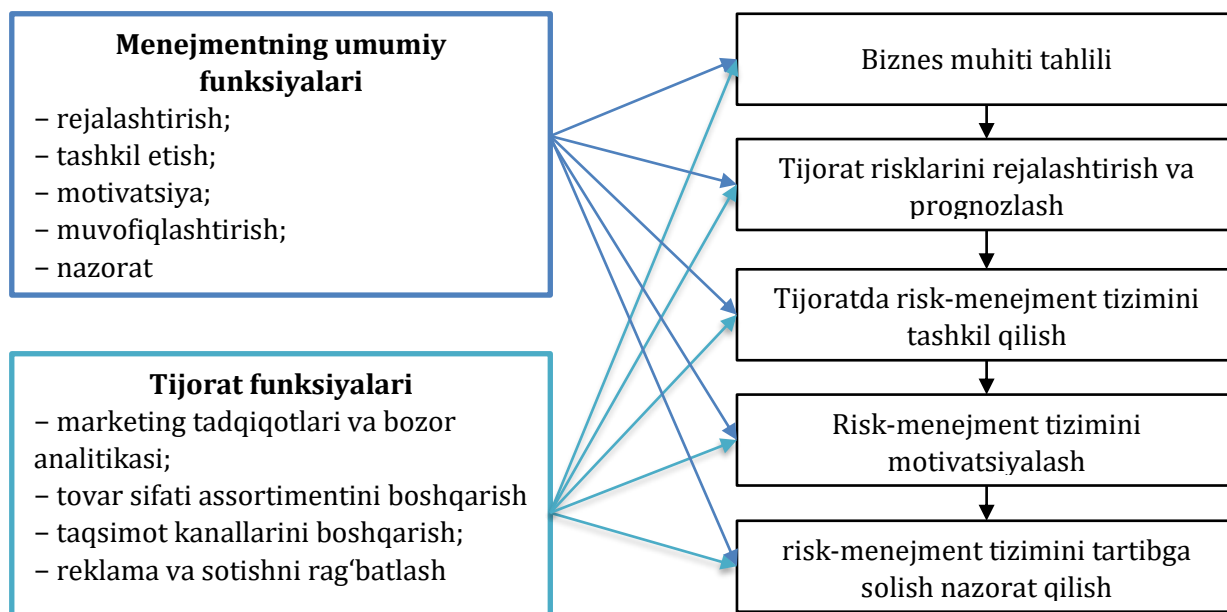 Menejmentning umumiy
funksiyalari
– rejalashtirish;
– tashkil etish;
– motivatsiya;
– muvofiqlashtirish;
– nazorat
Tijorat funksiyalari
– marketing tadqiqotlari va bozor
analitikasi;
– tovar sifati assortimentini boshqarish
– taqsimot kanallarini boshqarish;
– reklama va sotishni rag‘batlash
Biznes muhiti tahlili
Tijorat risklarini rejalashtirish va
prognozlash
Tijoratda risk-menejment tizimini
tashkil qilish
Risk-menejment tizimini
motivatsiyalash
risk-menejment tizimini tartibga
solish nazorat qilish